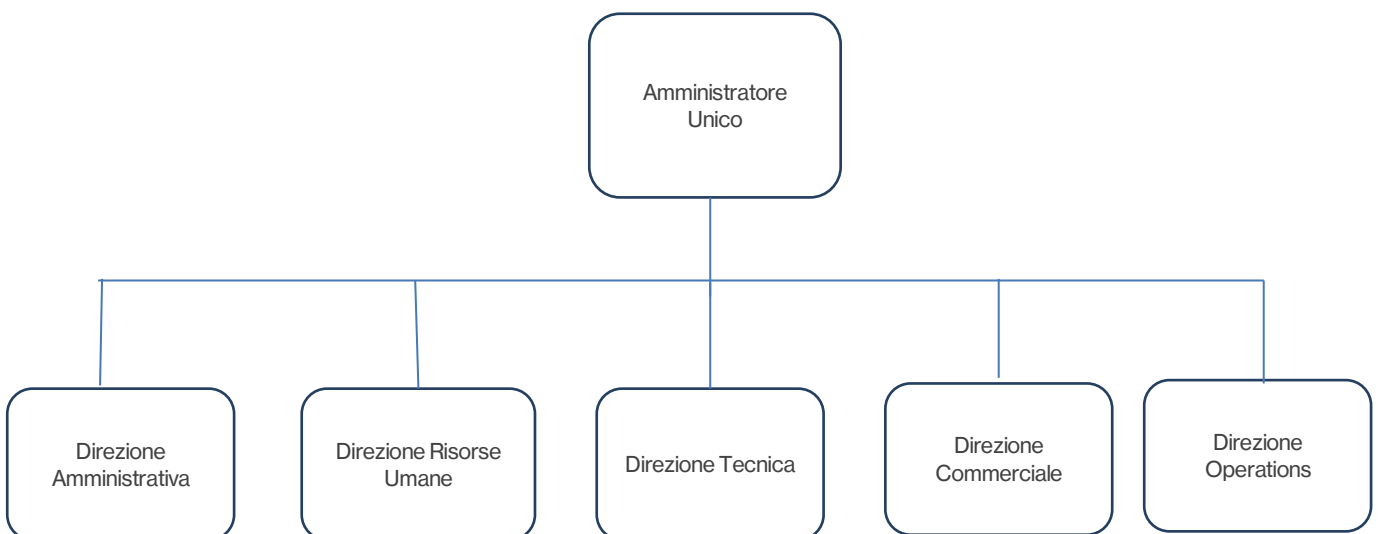 Amministratore
Unico
Direzione
Amministrativa
Direzione Risorse
Umane
Direzione Tecnica
Direzione
Commerciale
Direzione
Operations